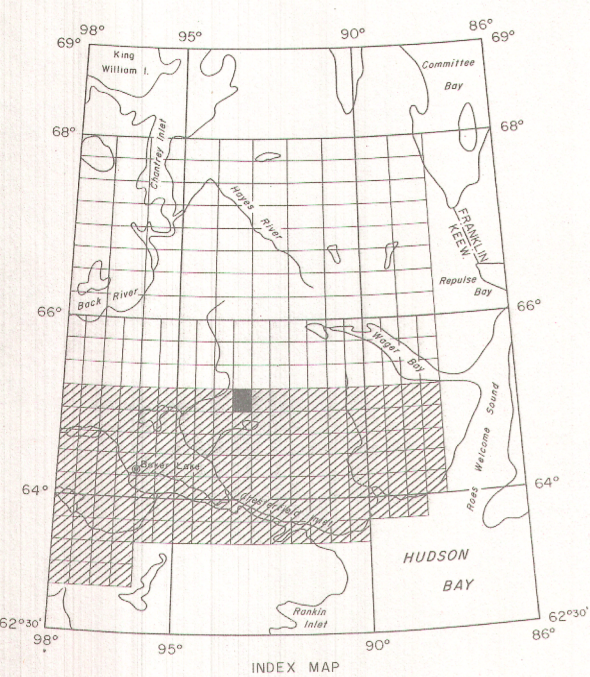 98° 95° 90° 86°
69° 69°
King
William I.
Committee
Bay
68° 68°
Chantrey Inlet
Hayes River
FRANKLIN
KEEW.
Repulse
Bay
Back River
66° 66°
Wager Bay
Roes Welcome Sound
Baker Lake
64° 64°
Chesterfield Inlet
HUDSON
BAY
Rankin
Inlet
62°30' 62°30'
98° 95° 90° 86°
INDEX MAP